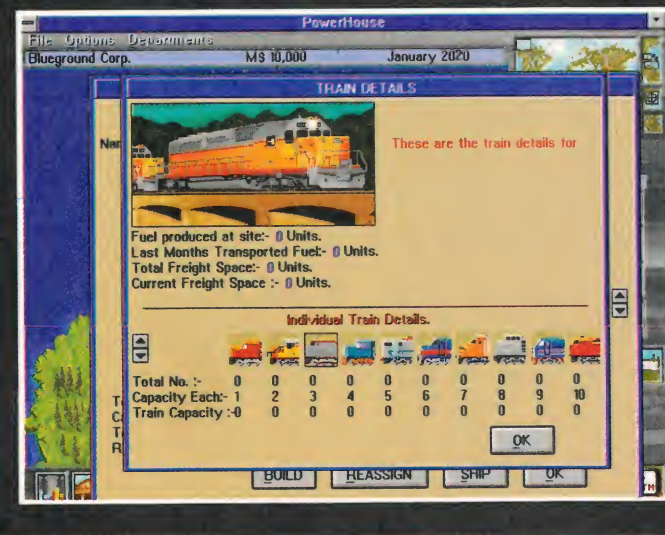 PowerHouse
File Options Departments
Blueground Corp. M$ 10,000 January 2020
TRAIN DETAILS
Nam
These are the train details for
Fuel produced at site:- 0 Units.
Last Months Transported Fuel:- 0 Units.
Total Freight Space:- 0 Units.
Current Freight Space :- 0 Units.
Individual Train Details.
Total No. :- 0 0 0 0 0 0 0 0 0 0
Capacity Each:- 1 2 3 4 5 6 7 8 9 10
Train Capacity :-0 0 0 0 0 0 0 0 0 0
OK
BUILD REASSIGN SHIP OK